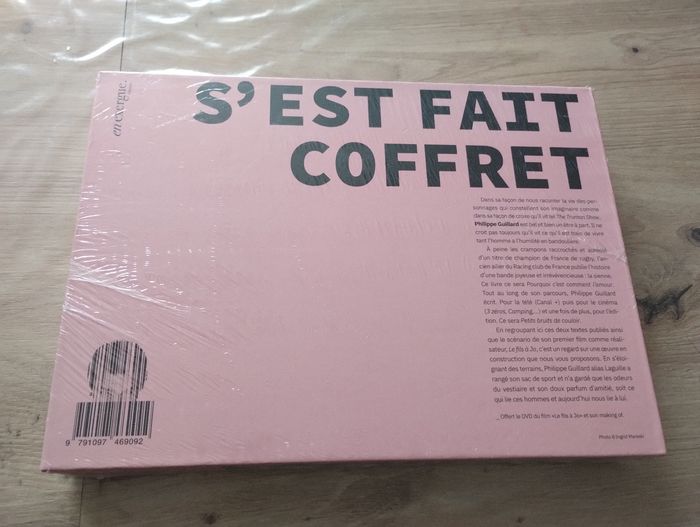 en exergue.
S'EST FAIT
COFFRET
Dans sa façon de nous raconter la vie des per-
sonnages qui constellent son imaginaire comme
dans sa façon de croire qu'il vit se The Truman Show,
Philippe Guillard est bel et bien un être à part. Il ne
croit pas toujours qu'il vit ce qu'il est train de vivre
tant l'homme a l'humilité en bandoulière.
À peine les crampons raccrochés et auréolé
d'un titre de champion de France de rugby, l'an-
cien ailier du Racing club de France publie l'histoire
d'une bande joyeuse et irrévérencieuse : la sienne.
Ce livre ce sera Pourquoi c'est comment l'amour.
Tout au long de son parcours, Philippe Guillard
écrit. Pour la télé (Canal +) puis pour le cinéma
(3 zéros, Camping,...) et une fois de plus, pour l'édi-
tion. Ce sera Petits bruits de couloir.
En regroupant ici ces deux textes publiés ainsi
que le scénario de son premier film comme réali-
sateur, Le fils à Jo, c'est un regard sur une œuvre en
construction que nous vous proposons. En s'éloi-
gnant des terrains, Philippe Guillard alias Laguille a
rangé son sac de sport et n'a gardé que les odeurs
du vestiaire et son doux parfum d'amitié, soit ce
qui lie ces hommes et aujourd'hui nous lie à lui.
_ Offert le DVD du film «Le fils à Jo» et son making of.
Photo © Ingrid
9 791097 469092